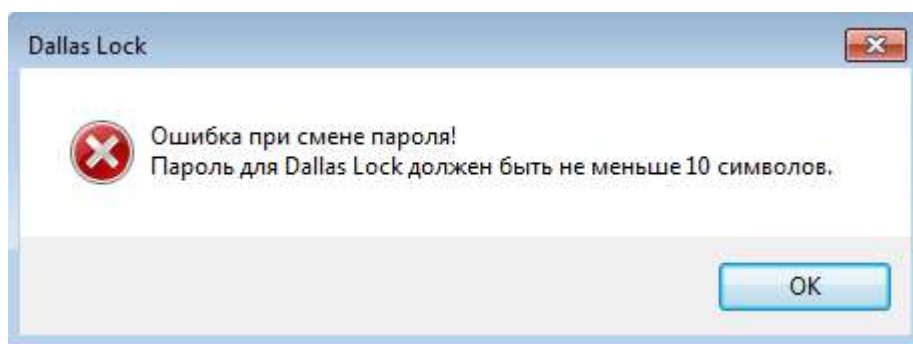 Dallas Lock
Ошибка при смене пароля!
Пароль для Dallas Lock должен быть не меньше 10 символов.
OK